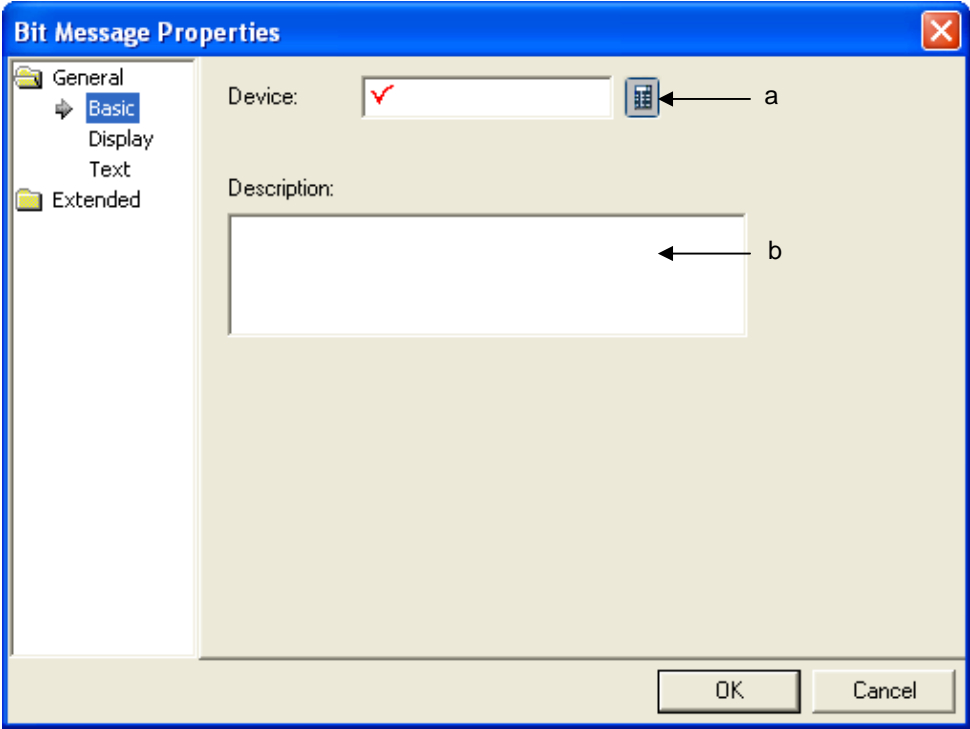 Bit Message Properties
General
Basic
Display
Text
Extended
Device:
a
Description:
b
OK
Cancel